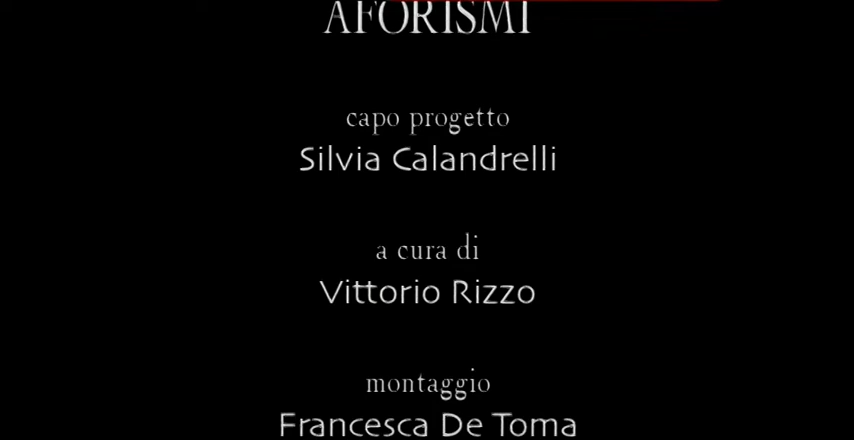 AFORISMI
capo progetto
Silvia Calandrelli
a cura di
Vittorio Rizzo
montaggio
Francesca De Toma